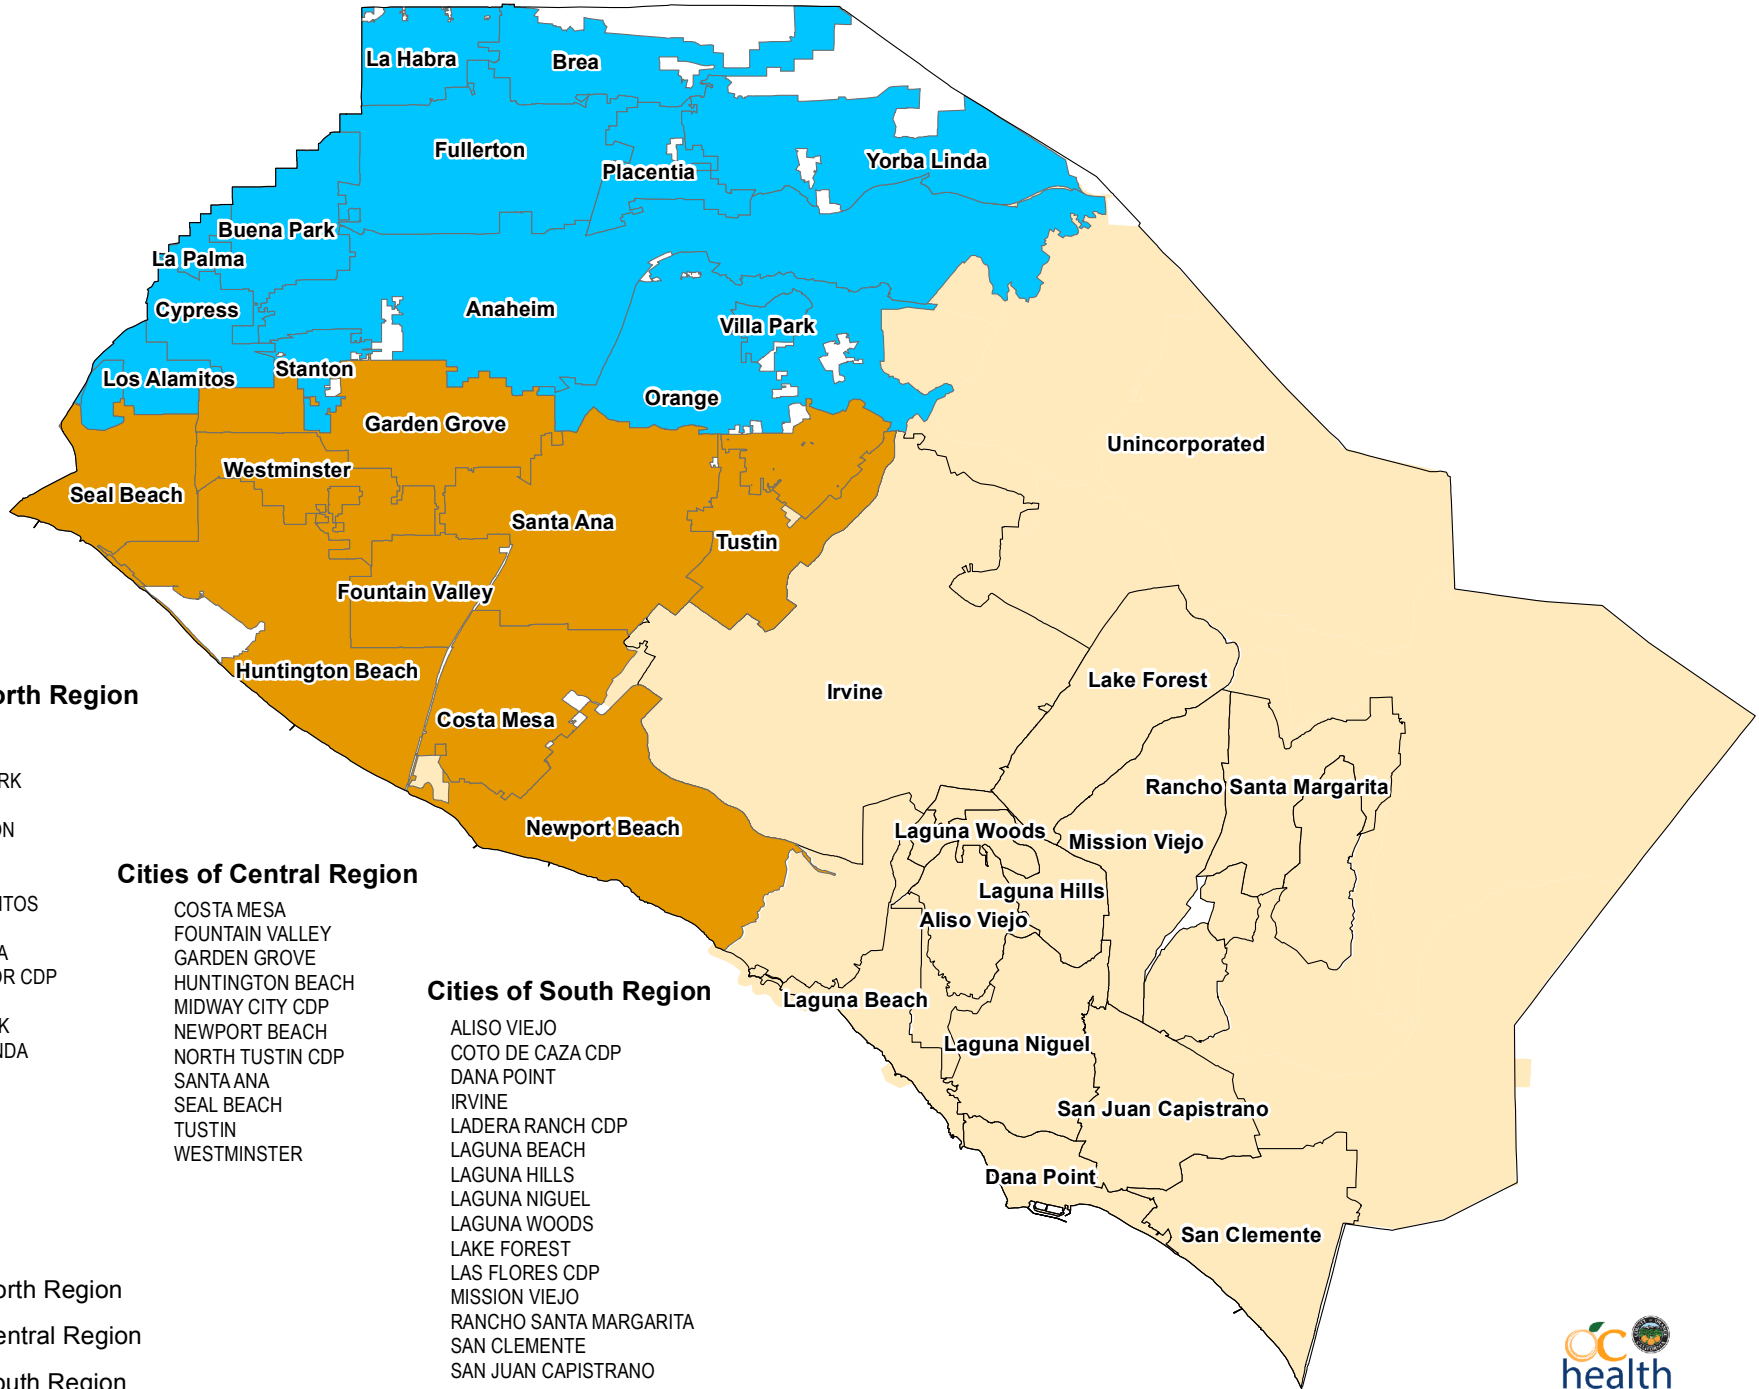 La Habra
Brea
Fullerton
Placentia
Yorba Linda
Buena Park
La Palma
Cypress
Anaheim
Villa Park
Stanton
Los Alamitos
Orange
Garden Grove
Unincorporated
Westminster
Seal Beach
Santa Ana
Tustin
Fountain Valley
Huntington Beach
Irvine
Lake Forest
Costa Mesa
Rancho Santa Margarita
Newport Beach
Laguna Woods
Mission Viejo
Laguna Hills
Aliso Viejo
Laguna Beach
Laguna Niguel
San Juan Capistrano
Dana Point
San Clemente
Region
CDP
Cities of Central Region
COSTA MESA
FOUNTAIN VALLEY
GARDEN GROVE
HUNTINGTON BEACH
MIDWAY CITY CDP
NEWPORT BEACH
NORTH TUSTIN CDP
SANTA ANA
SEAL BEACH
TUSTIN
WESTMINSTER
Cities of South Region
ALISO VIEJO
COTO DE CAZA CDP
DANA POINT
IRVINE
LADERA RANCH CDP
LAGUNA BEACH
LAGUNA HILLS
LAGUNA NIGUEL
LAGUNA WOODS
LAKE FOREST
LAS FLORES CDP
MISSION VIEJO
RANCHO SANTA MARGARITA
SAN CLEMENTE
SAN JUAN CAPISTRANO
Region
Region
Region
oc
health